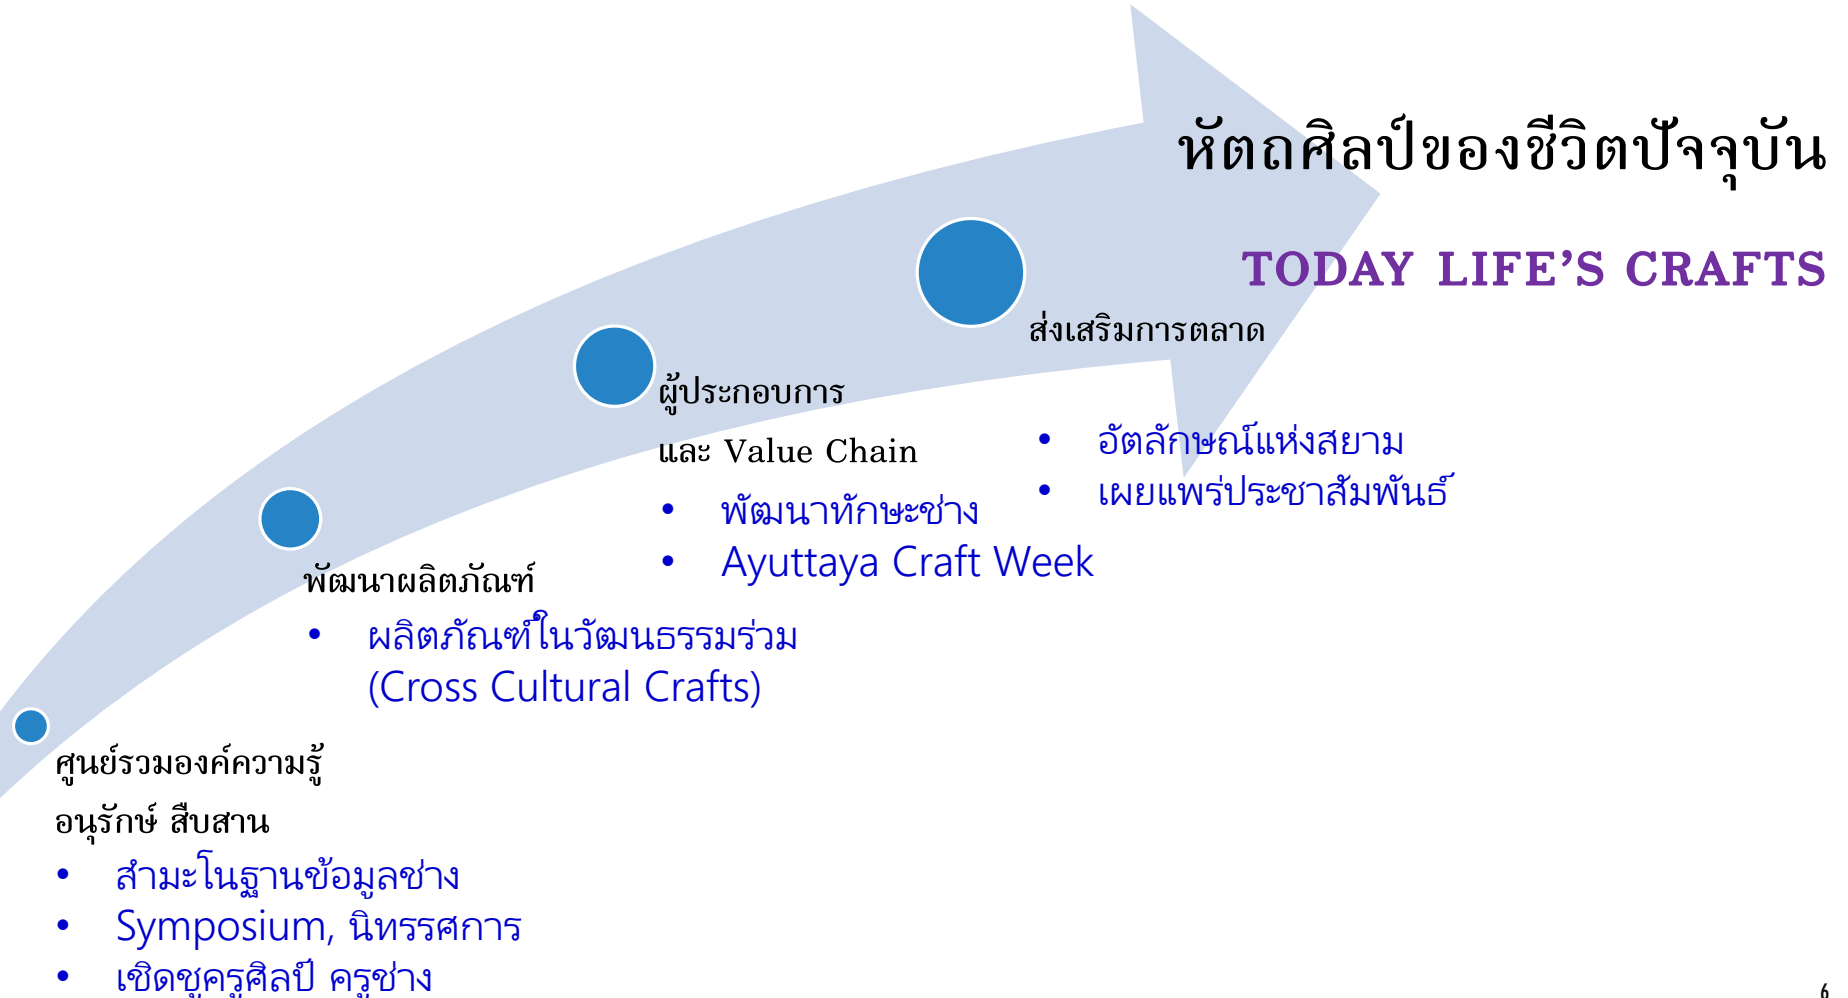 หัตถศิลป์ของชีวิตปัจจุบัน
TODAY LIFE’S CRAFTS
ส่งเสริมการตลาด
• อัตลักษณ์แห่งสยาม
• เผยแพร่ประชาสัมพันธ์
ผู้ประกอบการ
และ Value Chain
• พัฒนาทักษะช่าง
• Ayuttaya Craft Week
พัฒนาผลิตภัณฑ์
• ผลิตภัณฑ์ในวัฒนธรรมร่วม
(Cross Cultural Crafts)
ศูนย์รวมองค์ความรู้
อนุรักษ์ สืบสาน
• สำมะโนฐานข้อมูลช่าง
• Symposium, นิทรรศการ
• เชิดชูครูศิลป์ ครูช่าง
6